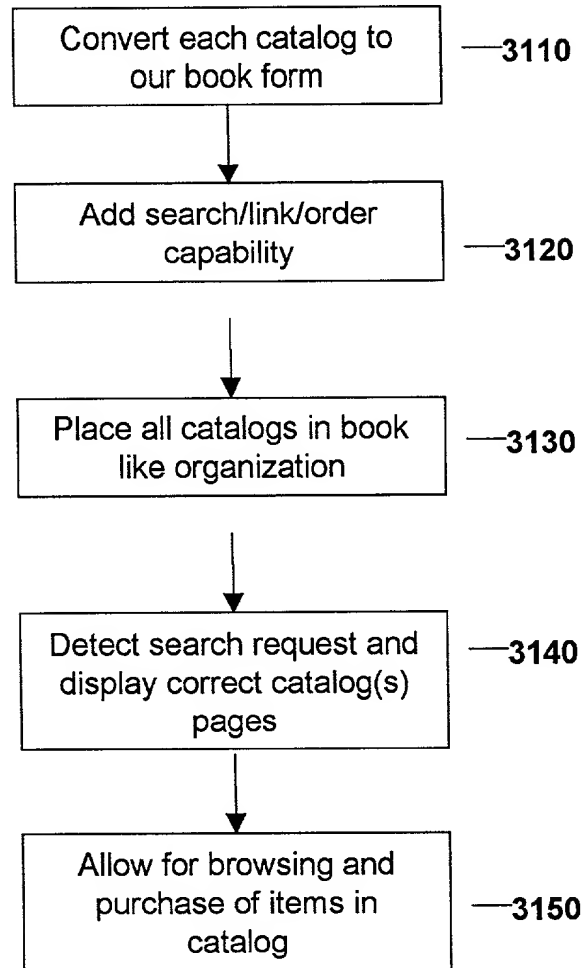 Convert each catalog to
our book form
3110
Add search/link/order
capability
3120
Place all catalogs in book
like organization
3130
Detect search request and
display correct catalog(s)
pages
3140
Allow for browsing and
purchase of items in
catalog
3150